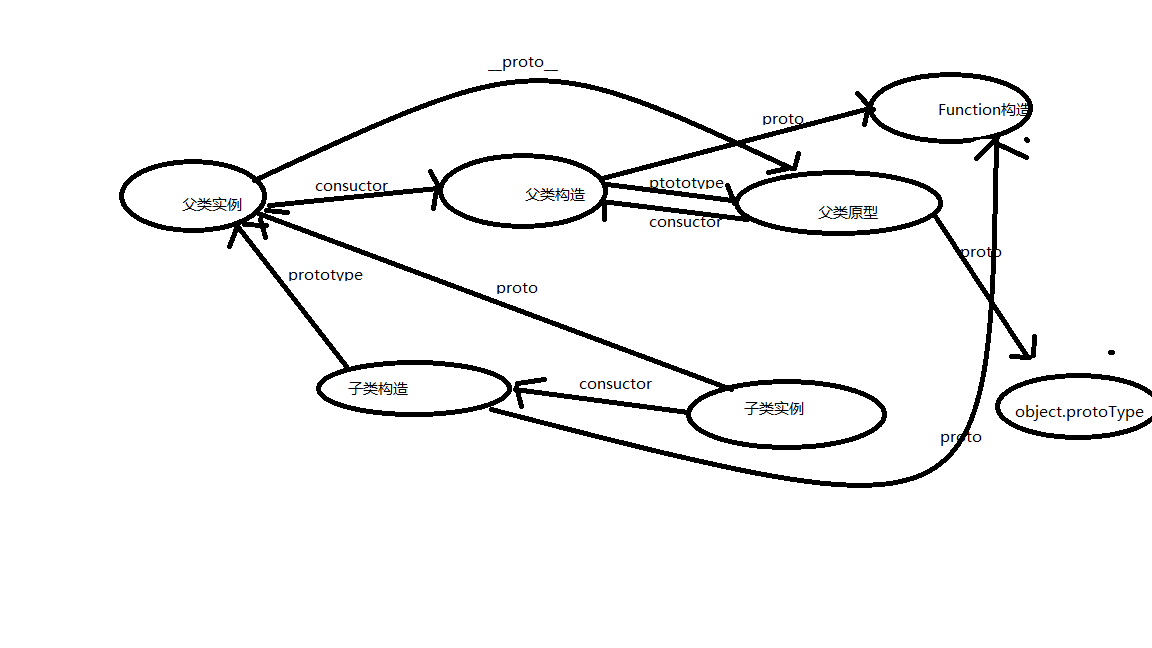 __proto__
Function构造
proto
父类实例
consuctor
父类构造
ptototype
父类原型
consuctor
proto
prototype
proto
子类构造
consuctor
子类实例
object.protoType
proto